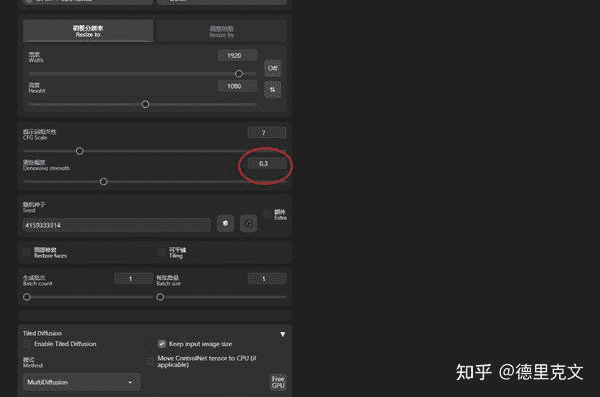 调整分辨率
Resize to
调整倍数
Resize by
宽度
Width
1920
Off
高度
Height
1080
⇅
提示词相关性
CFG Scale
7
重绘幅度
Denoising strength
0.3
随机种子
Seed
4159333314
额外
Extra
面部修复
Restore faces
可平铺
Tiling
生成批次
Batch count
1
每批数量
Batch size
1
Tiled Diffusion
Enable Tiled Diffusion
Keep input image size
模式
Method
Move ControlNet tensor to CPU (if
applicable)
MultiDiffusion
Free
GPU
知乎 @德里克文